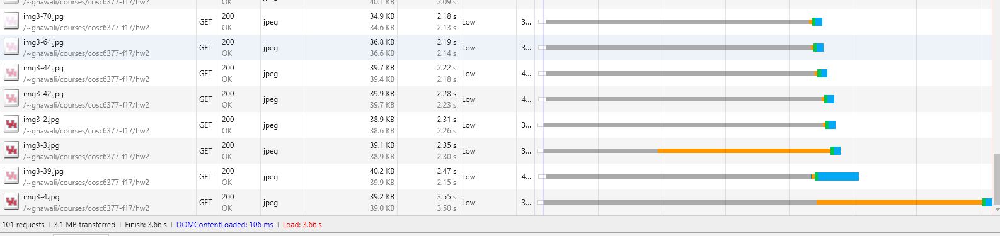 /~gnawali/courses/cosc6377-f17/hw2 OK 40.1 KB 2.09 s
img3-70.jpg 200 34.9 KB 2.18 s
GET jpeg Low 3...
/~gnawali/courses/cosc6377-f17/hw2 OK 34.6 KB 2.13 s
img3-64.jpg 200 36.8 KB 2.19 s
GET jpeg Low 3...
/~gnawali/courses/cosc6377-f17/hw2 OK 36.6 KB 2.14 s
img3-44.jpg 200 39.7 KB 2.22 s
GET jpeg Low 4...
/~gnawali/courses/cosc6377-f17/hw2 OK 39.4 KB 2.18 s
img3-42.jpg 200 39.9 KB 2.28 s
GET jpeg Low 4...
/~gnawali/courses/cosc6377-f17/hw2 OK 39.7 KB 2.23 s
img3-2.jpg 200 38.9 KB 2.31 s
GET jpeg Low 3...
/~gnawali/courses/cosc6377-f17/hw2 OK 38.6 KB 2.26 s
img3-3.jpg 200 39.1 KB 2.35 s
GET jpeg Low 3...
/~gnawali/courses/cosc6377-f17/hw2 OK 38.9 KB 2.30 s
img3-39.jpg 200 40.2 KB 2.47 s
GET jpeg Low 4...
/~gnawali/courses/cosc6377-f17/hw2 OK 39.9 KB 2.15 s
img3-4.jpg 200 39.2 KB 3.55 s
GET jpeg Low 3...
/~gnawali/courses/cosc6377-f17/hw2 OK 39.0 KB 3.50 s
101 requests | 3.1 MB transferred | Finish: 3.66 s | DOMContentLoaded: 106 ms | Load: 3.66 s